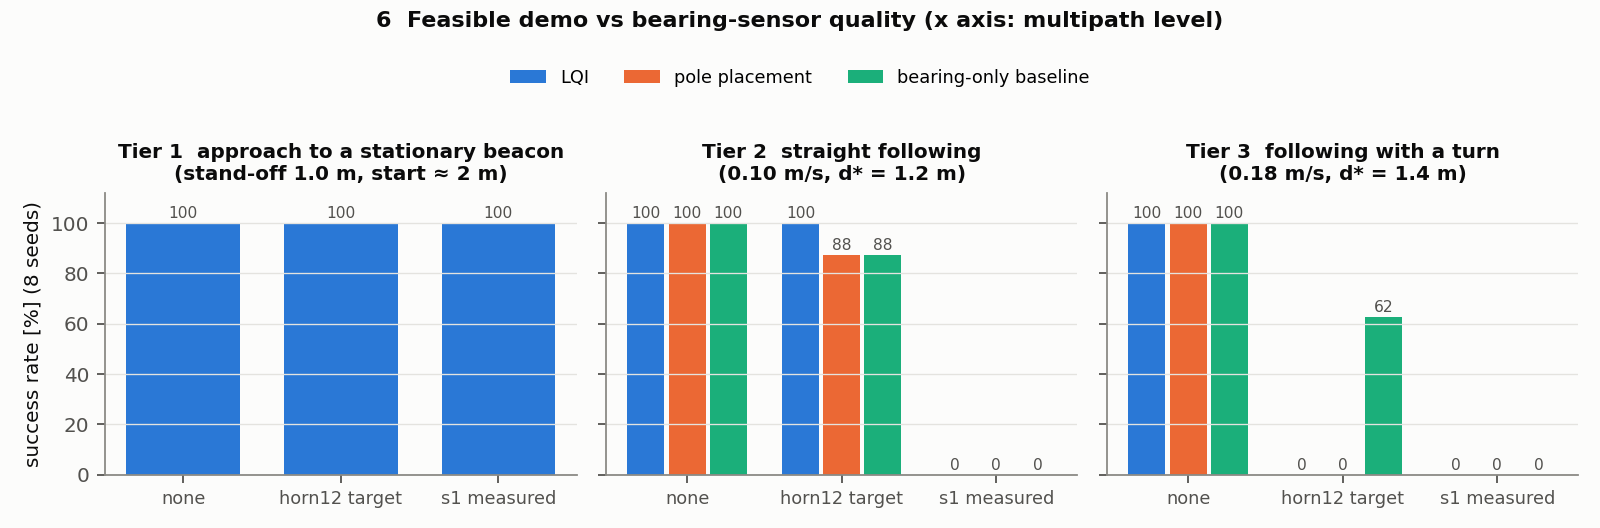 6  Feasible demo vs bearing-sensor quality (x axis: multipath level)
LQI
pole placement
bearing-only baseline
Tier 1  approach to a stationary beacon
(stand-off 1.0 m, start ≈ 2 m)
success rate [%] (8 seeds)
100
80
60
40
20
0
100
100
100
none
horn12 target
s1 measured
Tier 2  straight following
(0.10 m/s, d* = 1.2 m)
100
100
100
100
88
88
0
0
0
none
horn12 target
s1 measured
Tier 3  following with a turn
(0.18 m/s, d* = 1.4 m)
100
100
100
0
0
62
0
0
0
none
horn12 target
s1 measured